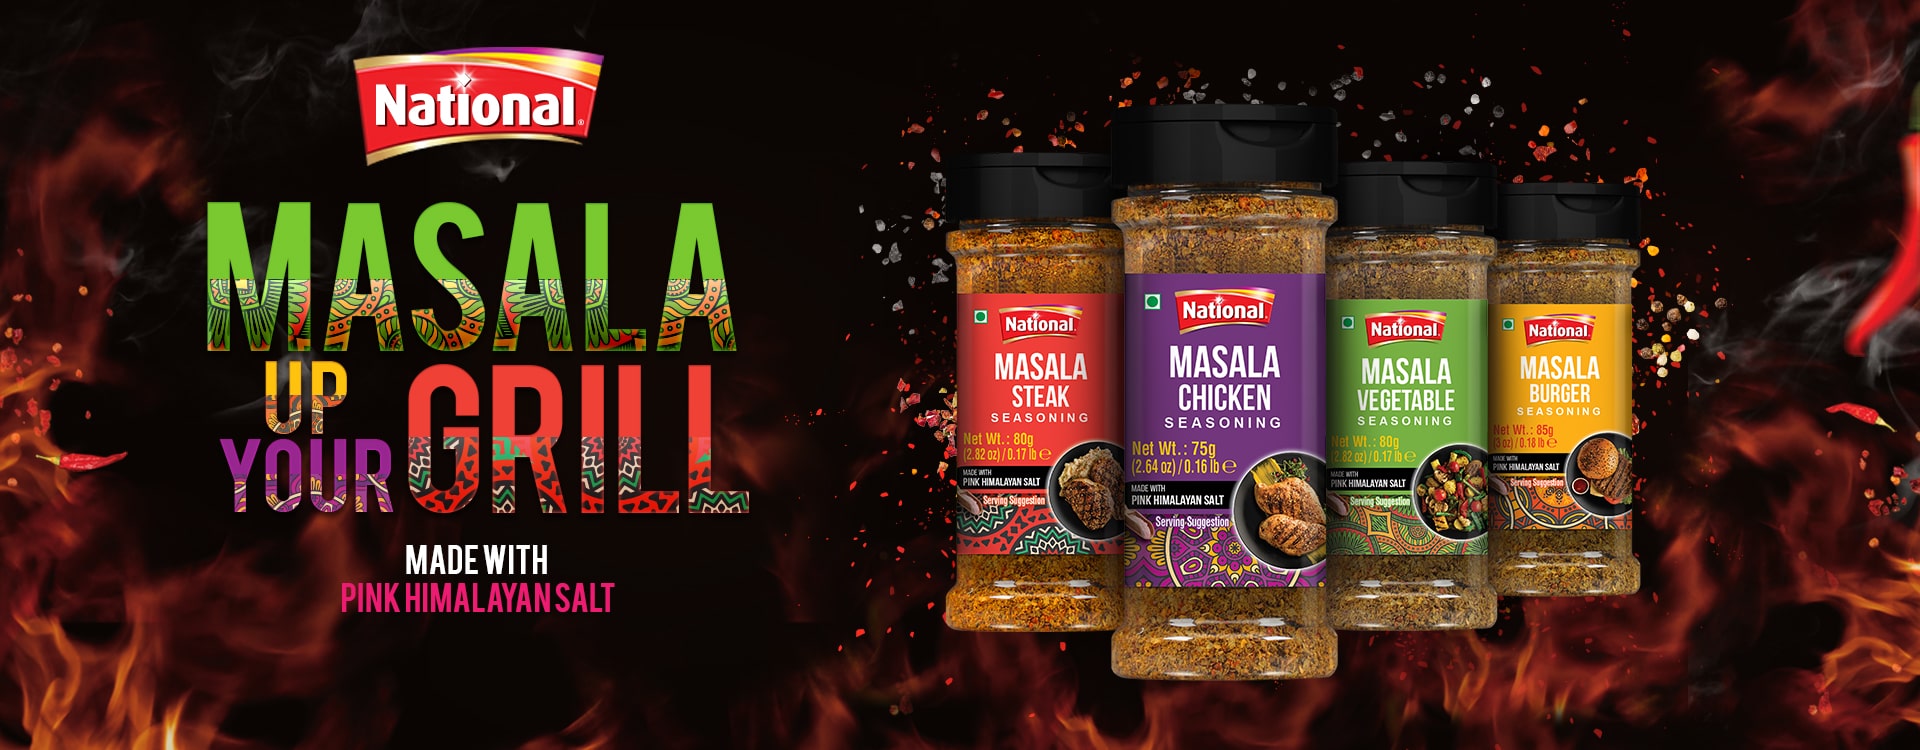 National
MASALA
UP
YOUR GRILL
MADE WITH
PINK HIMALAYAN SALT
National
MASALA
STEAK
SEASONING
Net Wt.: 80g
(2.82 oz)/0.17 lb e
MADE WITH
PINK HIMALAYAN SALT
Serving Suggestion
National
MASALA
CHICKEN
SEASONING
Net Wt.: 75g
(2.64 oz)/0.16 lb e
MADE WITH
PINK HIMALAYAN SALT
Serving Suggestion
National
MASALA
VEGETABLE
SEASONING
Net Wt.: 80g
2.82 oz)/0.17 lb e
MADE WITH
PINK HIMALAYAN SALT
Serving Suggestion
National
MASALA
BURGER
SEASONING
Net Wt.: 85g
(3 oz)/0.18 lb e
MADE WITH
PINK HIMALAYAN SALT
Serving Suggestion